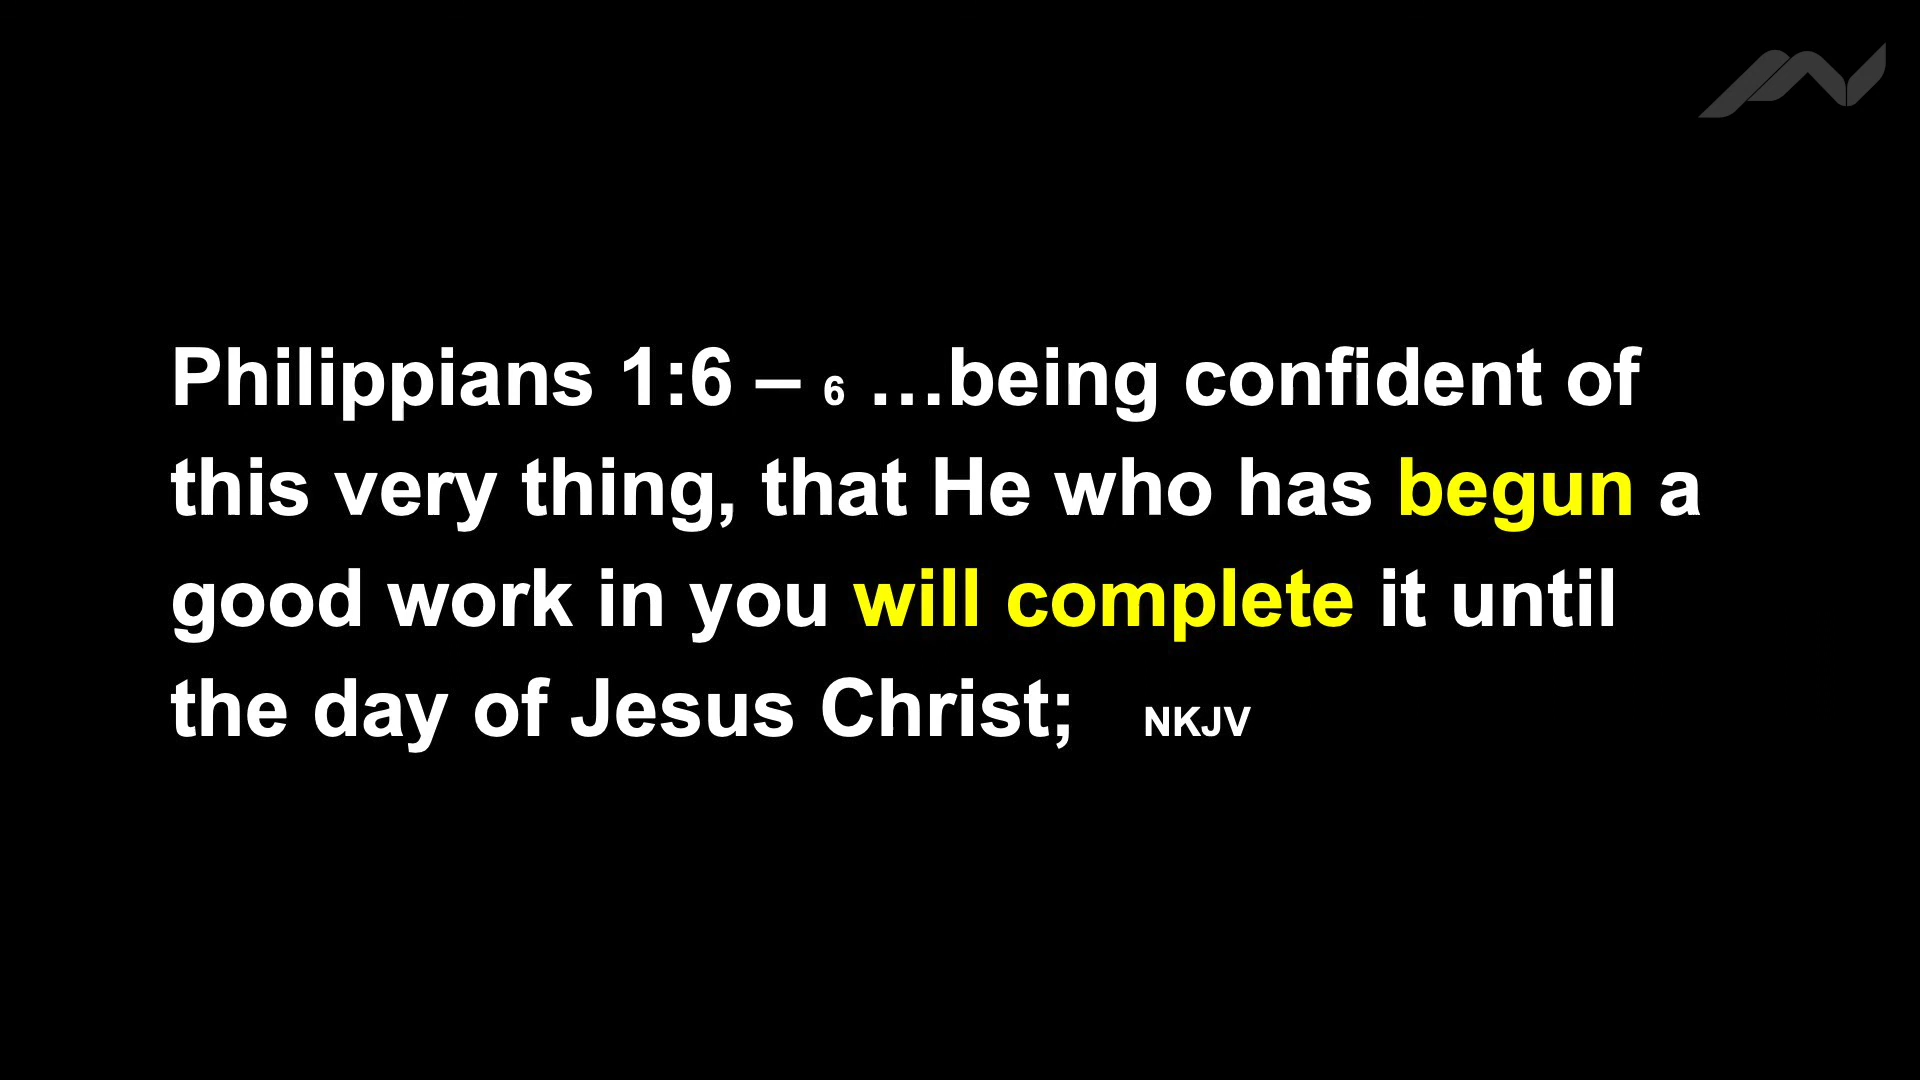 Philippians 1:6 – 6 …being confident of
this very thing, that He who has begun a
good work in you will complete it until
the day of Jesus Christ; NKJV